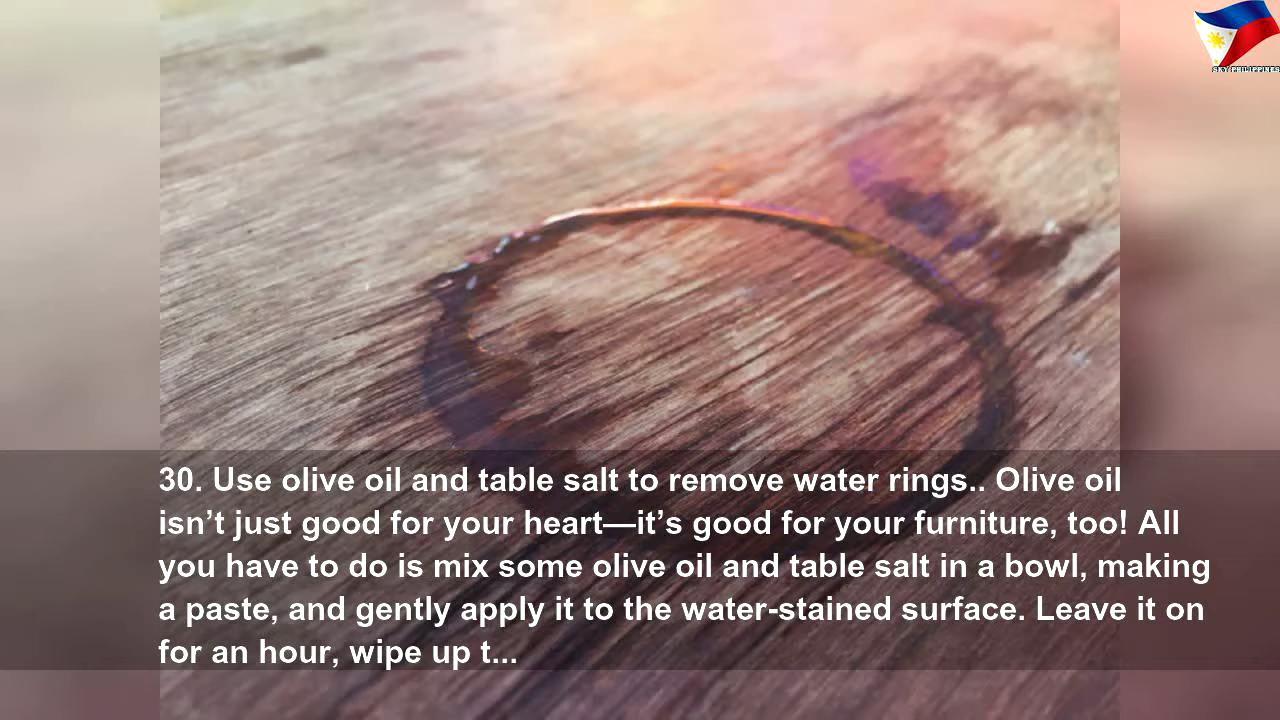 SKY PHILIPPINES
30. Use olive oil and table salt to remove water rings.. Olive oil
isn’t just good for your heart—it’s good for your furniture, too! All
you have to do is mix some olive oil and table salt in a bowl, making
a paste, and gently apply it to the water-stained surface. Leave it on
for an hour, wipe up t...